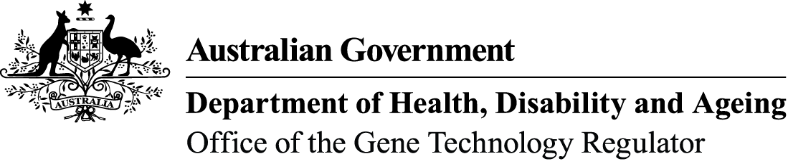 AUSTRALIA
Australian Government
Department of Health, Disability and Ageing
Office of the Gene Technology Regulator